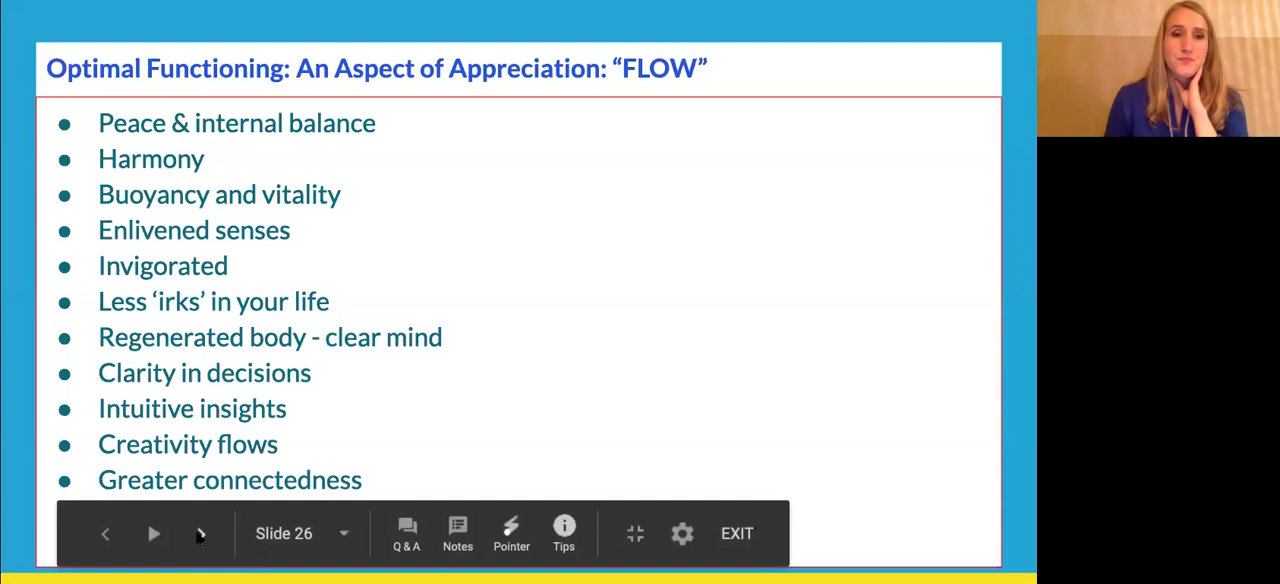 Optimal Functioning: An Aspect of Appreciation: “FLOW”
● Peace & internal balance
● Harmony
● Buoyancy and vitality
● Enlivened senses
● Invigorated
● Less ‘irks’ in your life
● Regenerated body - clear mind
● Clarity in decisions
● Intuitive insights
● Creativity flows
● Greater connectedness
Slide 26
Q & A
Notes
Pointer
Tips
EXIT